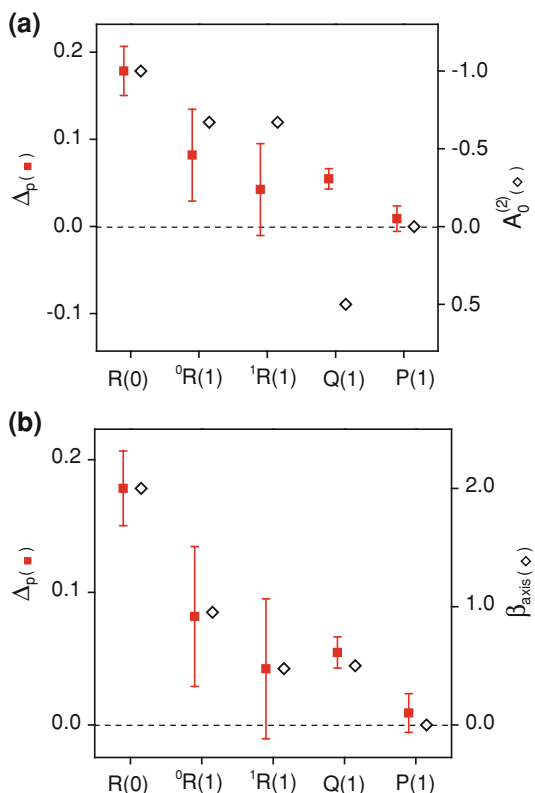 (a)
0.2
0.1
0.0
-0.1
Δp(■)
-1.0
-0.5
0.0
0.5
A0(2)(◇)
R(0) ⁰R(1) ¹R(1) Q(1) P(1)
(b)
0.2
0.1
0.0
Δp(■)
2.0
1.0
0.0
βaxis(◇)
R(0) ⁰R(1) ¹R(1) Q(1) P(1)